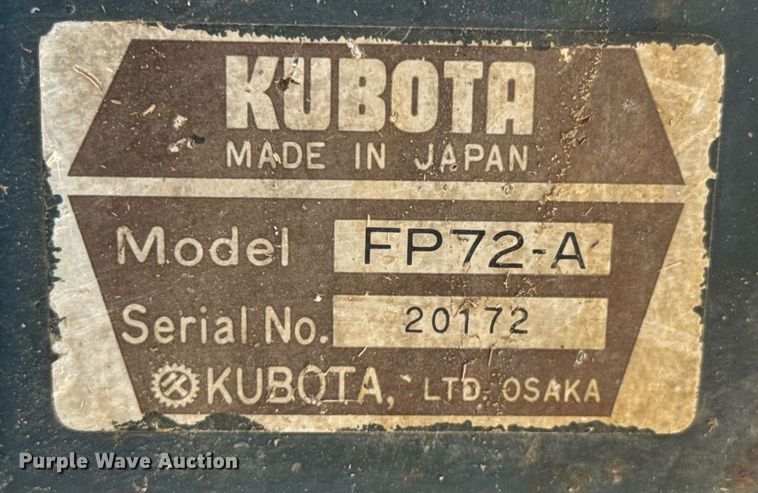 KUBOTA
MADE IN JAPAN
Model FP72-A
Serial No. 20172
KUBOTA, LTD. OSAKA
Purple Wave Auction